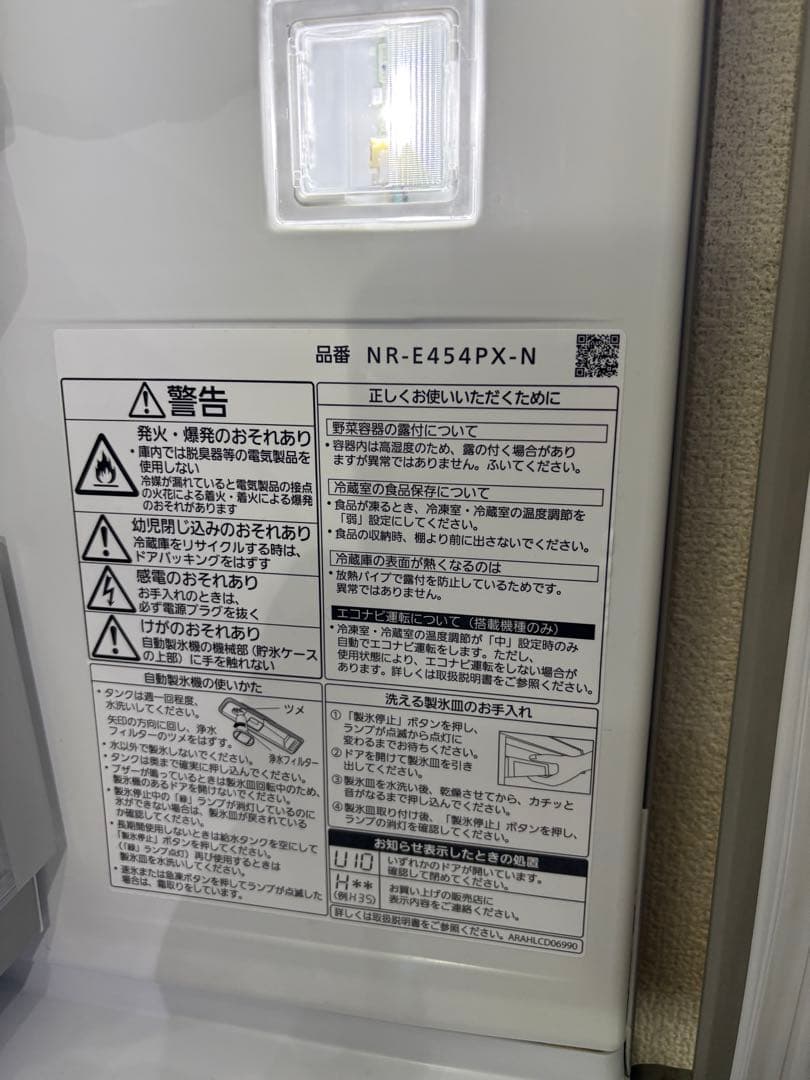 品番 NR-E454PX-N
警告
発火・爆発のおそれあり
・庫内では脱臭器等の電気製品を
使用しない
冷媒が漏れていると電気製品の接点
の火花による着火・着火による爆発
のおそれがあります
幼児閉じ込みのおそれあり
冷蔵庫をリサイクルする時は、
ドアパッキングをはずす
感電のおそれあり
お手入れのときは、
必ず電源プラグを抜く
けがのおそれあり
自動製氷機の機械部（貯氷ケース
の上部）に手を触れない
自動製氷機の使いかた
・タンクは週一回程度、
水洗いしてください。
矢印の方向に回し、浄水
フィルターのツメをはずす。
ツメ
浄水フィルター
・水以外で製氷しないでください。
・タンクは奥まで確実に押し込んでください。
・ブザーが鳴っているときは製氷皿回転中のため、
製氷機のあるドアを開けないでください。
・製氷停止中の「緑」ランプが消灯しているのに
氷ができない場合は、製氷皿が戻されている
か確認してください。
・長期間使用しないときは給水タンクを空にして
「製氷停止」ボタンを押してください。
（「緑」ランプ点灯）再び使用するときは
製氷皿を水洗いしてください。
・速氷または急凍ボタンを押してランプが点滅した
場合は、霜取りをしています。
正しくお使いいただくために
野菜容器の露付について
・容器内は高湿度のため、露の付く場合があり
ますが異常ではありません。ふいてください。
冷蔵室の食品保存について
・食品が凍るとき、冷凍室・冷蔵室の温度調節を
「弱」設定にしてください。
・食品の収納時、棚より前に出さないでください。
冷蔵庫の表面が熱くなるのは
・放熱パイプで露付を防止しているためです。
異常ではありません。
エコナビ運転について（搭載機種のみ）
・冷凍室・冷蔵室の温度調節が「中」設定時のみ
自動でエコナビ運転をします。ただし、
使用状態により、エコナビ運転をしない場合が
あります。詳しくは取扱説明書をご参照ください。
洗える製氷皿のお手入れ
①「製氷停止」ボタンを押し、
ランプが点滅から点灯に
変わるまでお待ちください。
②ドアを開けて製氷皿を引き
出してください。
③製氷皿を水洗い後、乾燥させてから、カチッと
音がなるまで押し込んでください。
④製氷皿取り付け後、「製氷停止」ボタンを押し、
ランプの消灯を確認してください。
お知らせ表示したときの処置
U10 いずれかのドアが開いています。
確認して閉めてください。
H** (例H35) お買い上げの販売店に
表示内容をご連絡ください。
詳しくは取扱説明書をご参照ください。 ARAHLCD06990